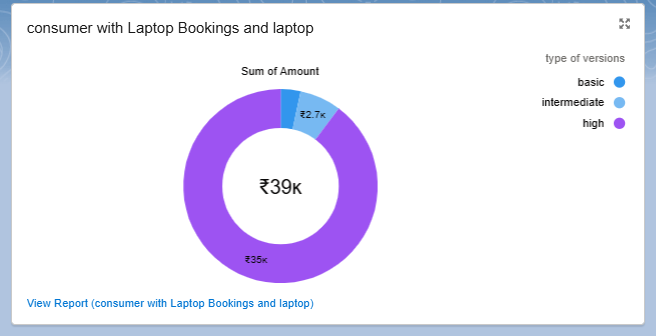 consumer with Laptop Bookings and laptop
type of versions
Sum of Amount
basic
intermediate
high
₹2.7K
₹39K
₹35K
View Report (consumer with Laptop Bookings and laptop)